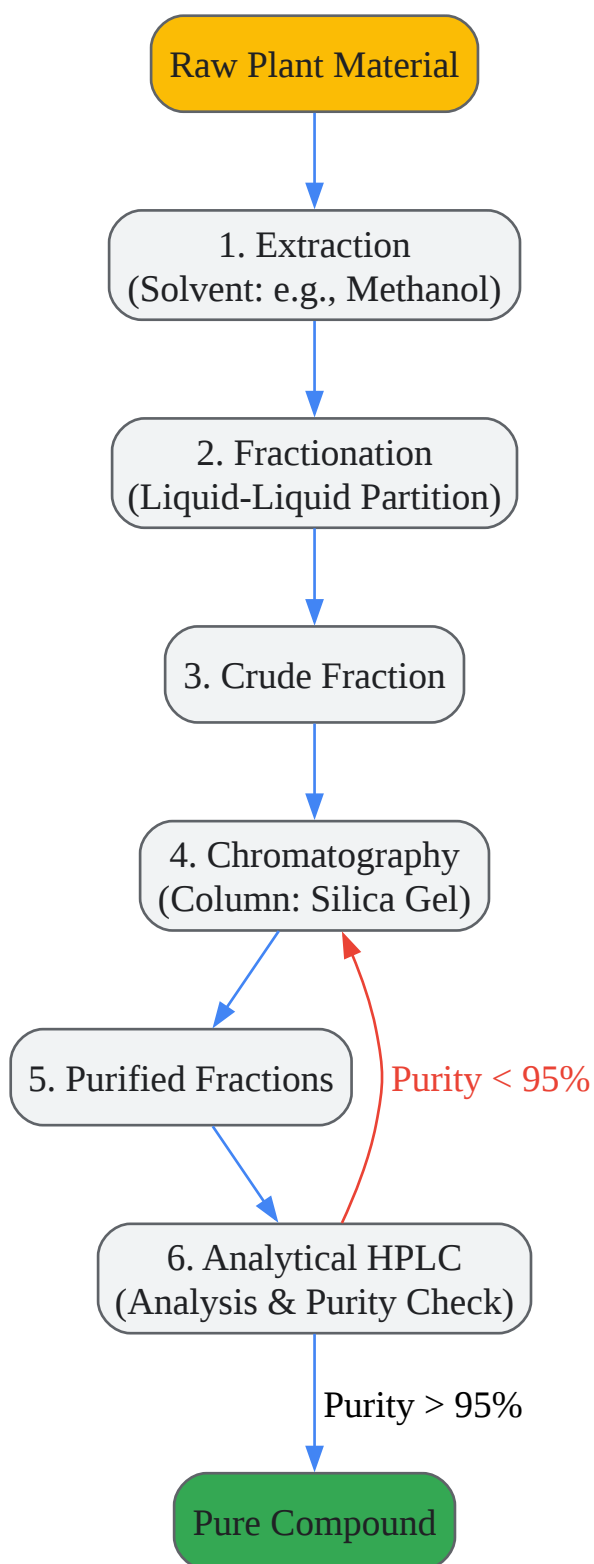 Raw Plant Material
1. Extraction
(Solvent: e.g., Methanol)
2. Fractionation
(Liquid-Liquid Partition)
3. Crude Fraction
4. Chromatography
(Column: Silica Gel)
5. Purified Fractions
Purity < 95%
6. Analytical HPLC
(Analysis & Purity Check)
Purity > 95%
Pure Compound